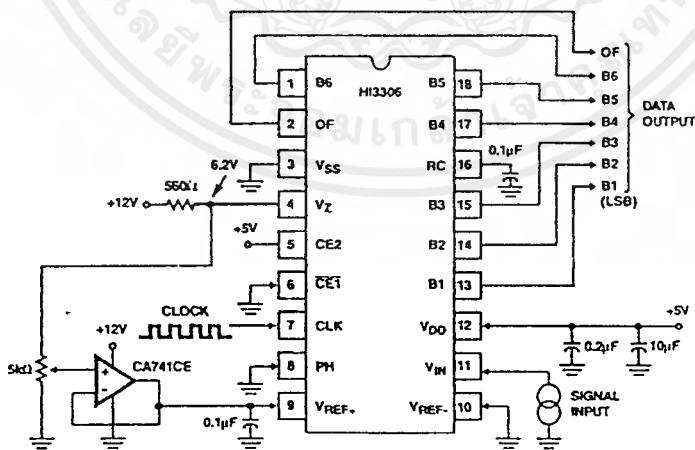 HI3306
1 B6
2 OF
3 VSS
4 VZ
5 CE2
6 CE1
7 CLK
8 PH
9 VREF+
B5 18
B4 17
RC 16
B3 15
B2 14
B1 13
VDD 12
VIN 11
VREF- 10
6.2V
560Ω
+12V
+5V
CLOCK
+12V
5kΩ
CA741CE
+
-
0.1µF
0.1µF
OF
B6
B5
B4
B3
B2
B1
(LSB)
DATA
OUTPUT
+5V
0.2µF
10µF
SIGNAL
INPUT